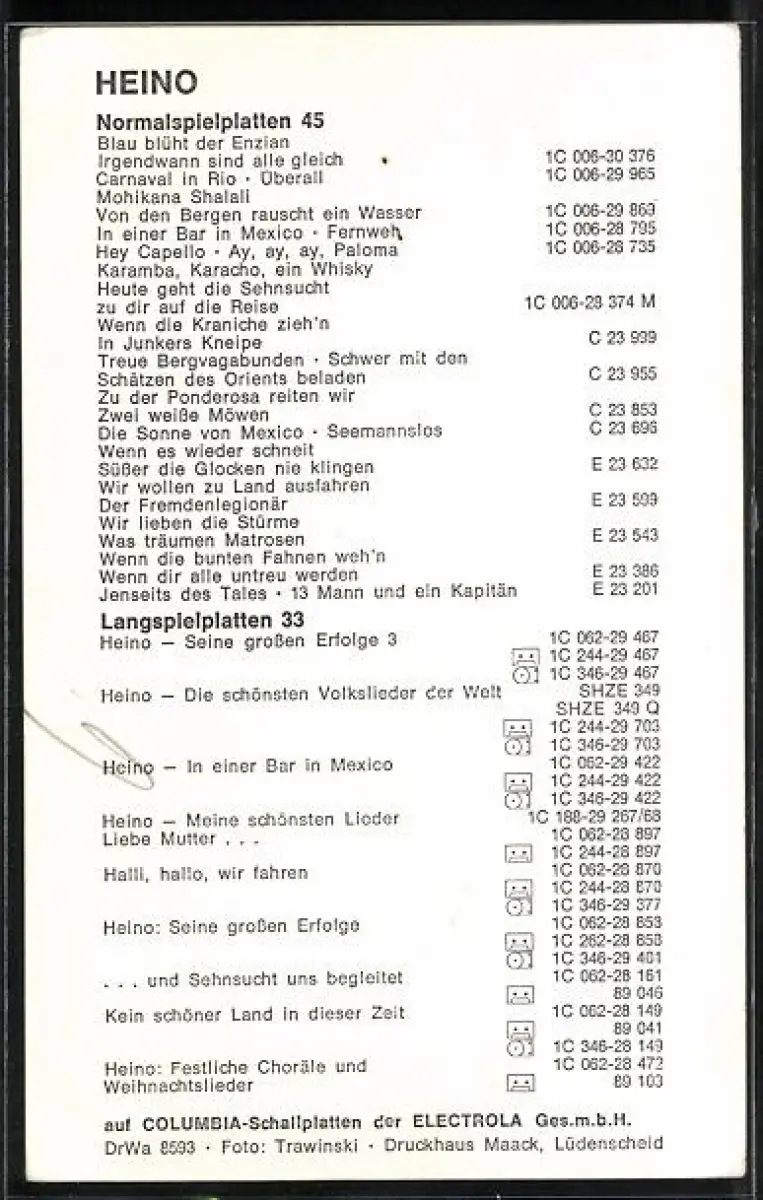 HEINO
Normalspielplatten 45
Blau blüht der Enzian
Irgendwann sind alle gleich 1C 006-30 376
Carnaval in Rio · Überall 1C 006-29 965
Mohikana Shalali
Von den Bergen rauscht ein Wasser 1C 006-29 863
In einer Bar in Mexico · Fernweh 1C 006-28 795
Hey Capello · Ay, ay, ay, Paloma 1C 006-28 735
Karamba, Karacho, ein Whisky
Heute geht die Sehnsucht
zu dir auf die Reise 1C 006-28 374 M
Wenn die Kraniche zieh'n
In Junkers Kneipe C 23 999
Treue Bergvagabunden · Schwer mit den
Schätzen des Orients beladen C 23 955
Zu der Ponderosa reiten wir
Zwei weiße Möwen C 23 853
Die Sonne von Mexico · Seemannslos C 23 696
Wenn es wieder schneit
Süßer die Glocken nie klingen E 23 632
Wir wollen zu Land ausfahren
Der Fremdenlegionär E 23 599
Wir lieben die Stürme
Was träumen Matrosen E 23 543
Wenn die bunten Fahnen weh'n
Wenn dir alle untreu werden E 23 386
Jenseits des Tales · 13 Mann und ein Kapitän E 23 201
Langspielplatten 33
Heino — Seine großen Erfolge 3 1C 062-29 467
1C 244-29 467
1C 346-29 467
Heino — Die schönsten Volkslieder der Welt SHZE 349
SHZE 349 Q
1C 244-29 703
1C 346-29 703
Heino — In einer Bar in Mexico 1C 062-29 422
1C 244-29 422
1C 346-29 422
Heino — Meine schönsten Lieder 1C 188-29 267/68
Liebe Mutter . . . 1C 062-28 897
1C 244-28 897
Halli, hallo, wir fahren 1C 062-28 870
1C 244-28 870
1C 346-29 377
Heino: Seine großen Erfolge 1C 062-28 853
1C 262-28 853
1C 346-29 401
. . . und Sehnsucht uns begleitet 1C 062-28 161
89 046
Kein schöner Land in dieser Zeit 1C 062-28 149
89 041
1C 346-28 149
Heino: Festliche Choräle und 1C 062-28 472
Weihnachtslieder 89 103
auf COLUMBIA-Schallplatten der ELECTROLA Ges.m.b.H.
DrWa 8593 · Foto: Trawinski · Druckhaus Maack, Lüdenscheid